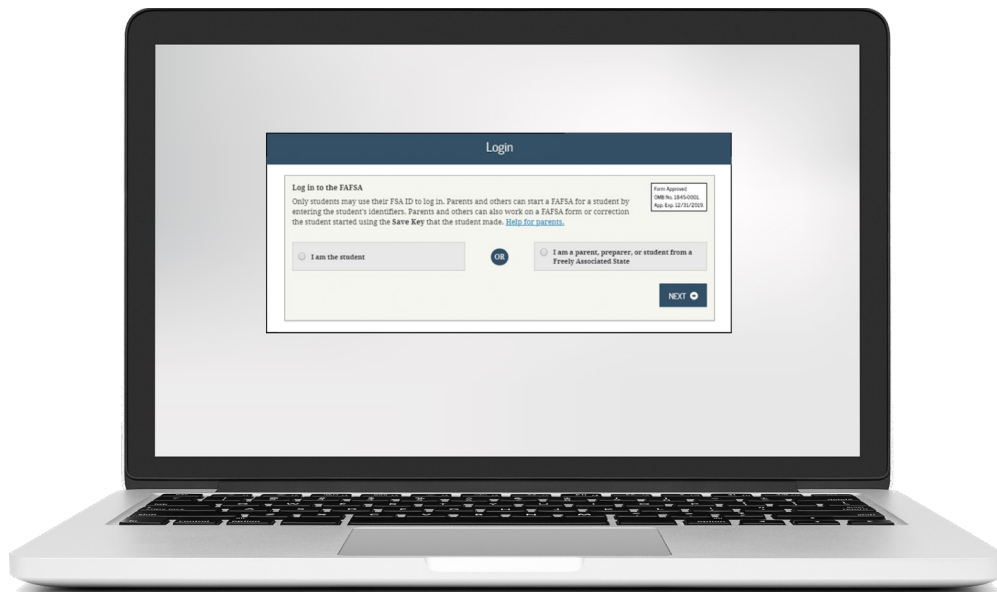 Login
Log in to the FAFSA
Only students may use their FSA ID to log in. Parents and others can start a FAFSA for a student by
entering the student's identifiers. Parents and others can also work on a FAFSA form or correction
the student started using the Save Key that the student made. Help for parents.
Form Approved
OMB No. 1845-0001
App. Exp. 12/31/2019
I am the student
OR
I am a parent, preparer, or student from a
Freely Associated State
NEXT